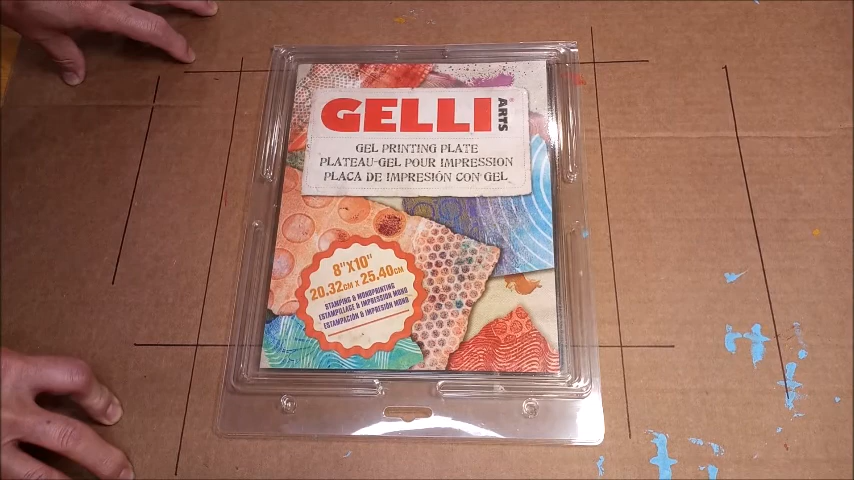 GELLI ARTS®
GEL PRINTING PLATE
PLATEAU-GEL POUR IMPRESSION
PLACA DE IMPRESIÓN CON GEL
8"X10"
20.32CM X 25.40CM
STAMPING & MONOPRINTING
ESTAMPILLAGE & IMPRESSION MONO
ESTAMPACIÓN & IMPRESIÓN MONO